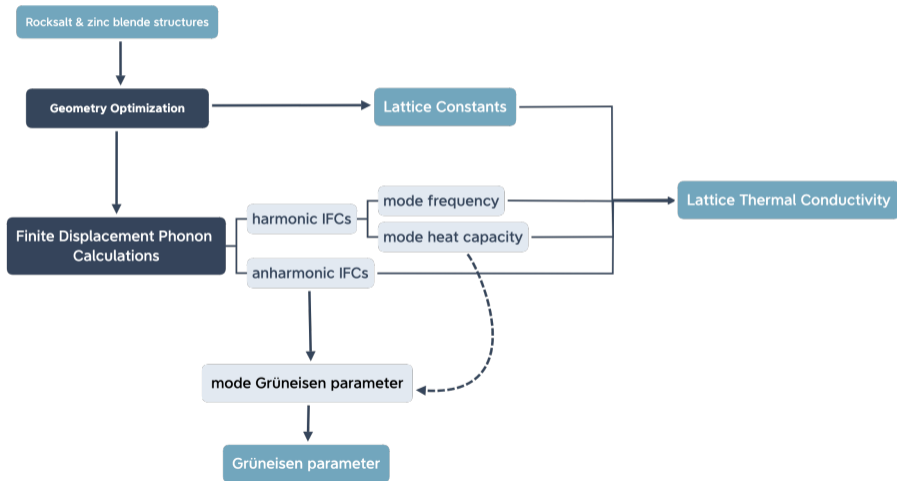 Rocksalt & zinc blende structures
Geometry Optimization
Lattice Constants
mode frequency
Lattice Thermal Conductivity
harmonic IFCs
mode heat capacity
Finite Displacement Phonon
Calculations
anharmonic IFCs
mode Grüneisen parameter
Grüneisen parameter